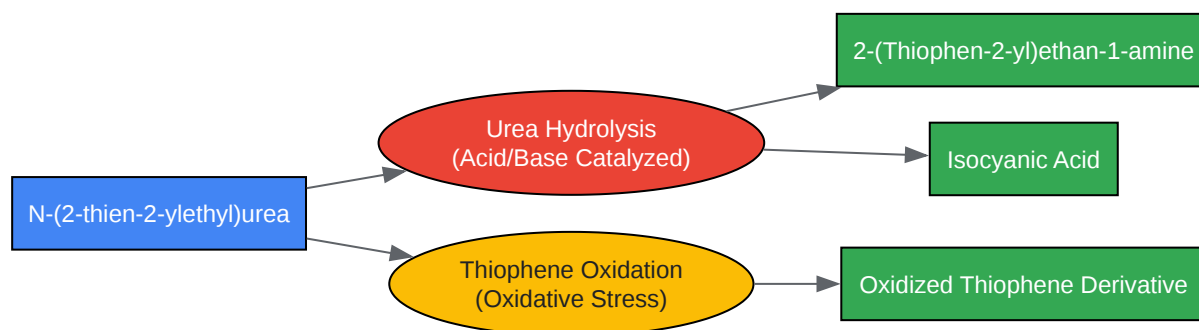 N-(2-thien-2-ylethyl)urea
Urea Hydrolysis
(Acid/Base Catalyzed)
Thiophene Oxidation
(Oxidative Stress)
2-(Thiophen-2-yl)ethan-1-amine
Isocyanic Acid
Oxidized Thiophene Derivative